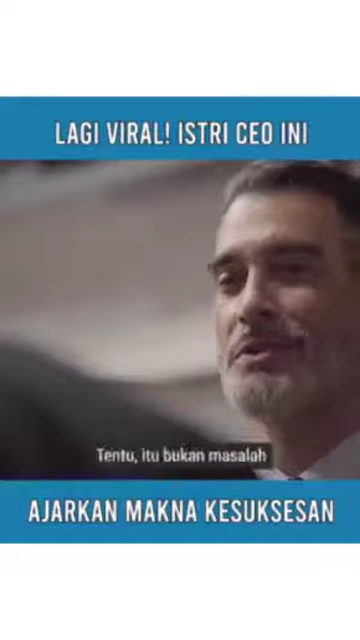 LAGI VIRAL! ISTRI CEO INI
Tentu, itu bukan masalah
AJARKAN MAKNA KESUKSESAN